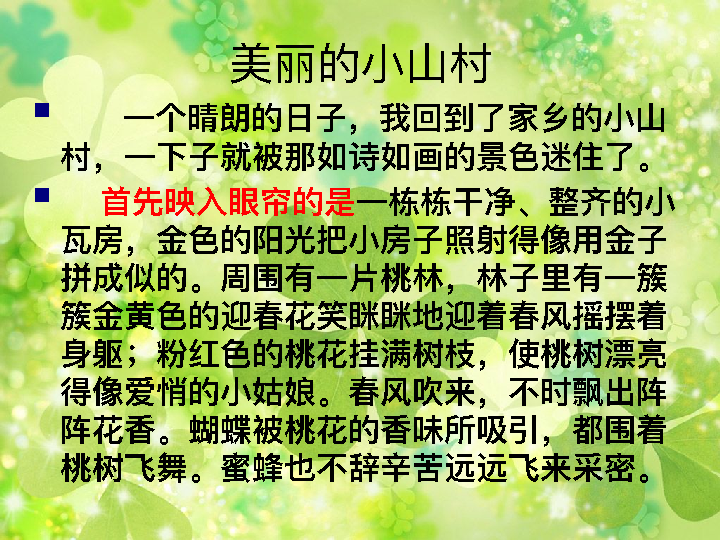 美丽的小山村
一个晴朗的日子，我回到了家乡的小山
村，一下子就被那如诗如画的景色迷住了。
首先映入眼帘的是一栋栋干净、整齐的小
瓦房，金色的阳光把小房子照射得像用金子
拼成似的。周围有一片桃林，林子里有一簇
簇金黄色的迎春花笑眯眯地迎着春风摇摆着
身躯；粉红色的桃花挂满树枝，使桃树漂亮
得像爱悄的小姑娘。春风吹来，不时飘出阵
阵花香。蝴蝶被桃花的香味所吸引，都围着
桃树飞舞。蜜蜂也不辞辛苦远远飞来采密。